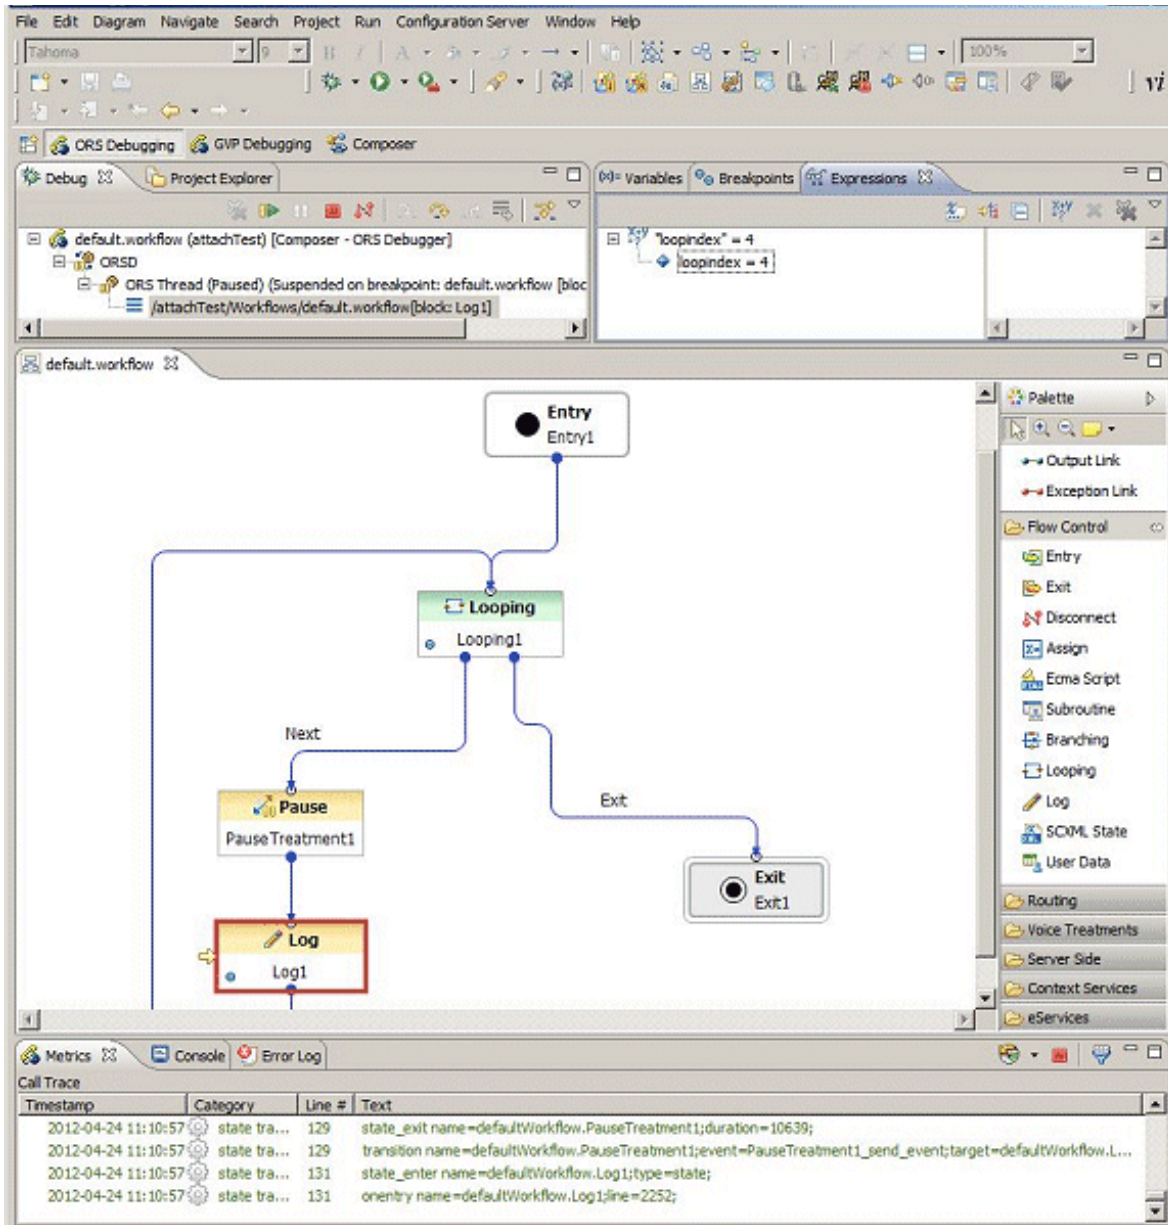 File Edit Diagram Navigate Search Project Run Configuration Server Window Help
Tahoma 9 B I A 100%
ORS Debugging GVP Debugging Composer
Debug Project Explorer
(x)= Variables Breakpoints Expressions
default.workflow (attachTest) [Composer - ORS Debugger]
ORSD
ORS Thread (Paused) (Suspended on breakpoint: default.workflow [bloc
/attachTest/Workflows/default.workflow[block: Log1]
"loopindex" = 4
loopindex = 4
default.workflow
Entry
Entry1
Looping
Looping1
Next
Exit
Pause
PauseTreatment1
Exit
Exit1
Log
Log1
Palette
Output Link
Exception Link
Flow Control
Entry
Exit
Disconnect
Assign
Ecma Script
Subroutine
Branching
Looping
Log
SCXML State
User Data
Routing
Voice Treatments
Server Side
Context Services
eServices
Metrics Console Error Log
Call Trace
Timestamp Category Line # Text
2012-04-24 11:10:57 state tra... 129 state_exit name=defaultWorkflow.PauseTreatment1;duration=10639;
2012-04-24 11:10:57 state tra... 129 transition name=defaultWorkflow.PauseTreatment1;event=PauseTreatment1_send_event;target=defaultWorkflow.L...
2012-04-24 11:10:57 state tra... 131 state_enter name=defaultWorkflow.Log1;type=state;
2012-04-24 11:10:57 state tra... 131 onentry name=defaultWorkflow.Log1;line=2252;